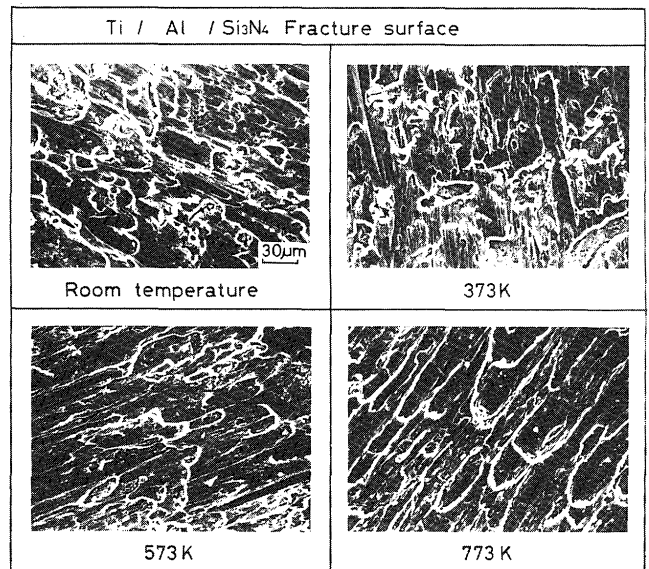 Ti / Al / Si₃N₄ Fracture surface
30μm
Room temperature
373K
573K
773K